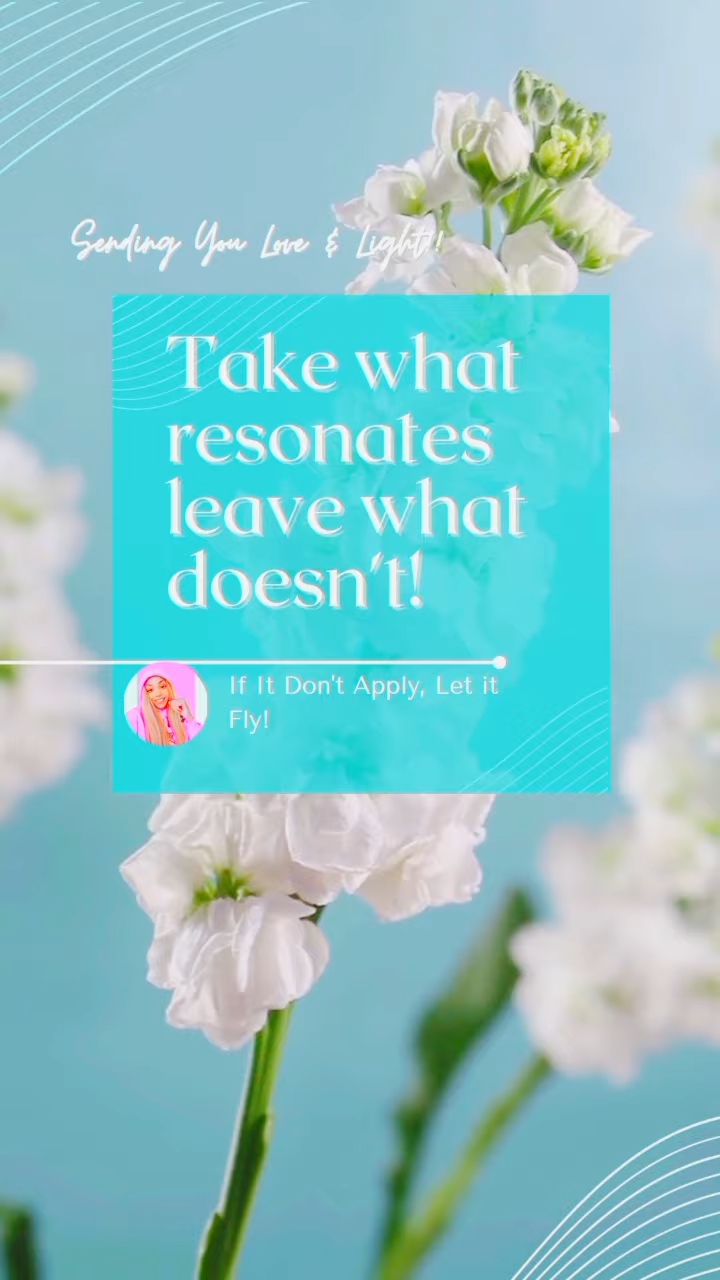 Sending You Love & Light!
Take what
resonates
leave what
doesn't!
If It Don't Apply, Let it
Fly!